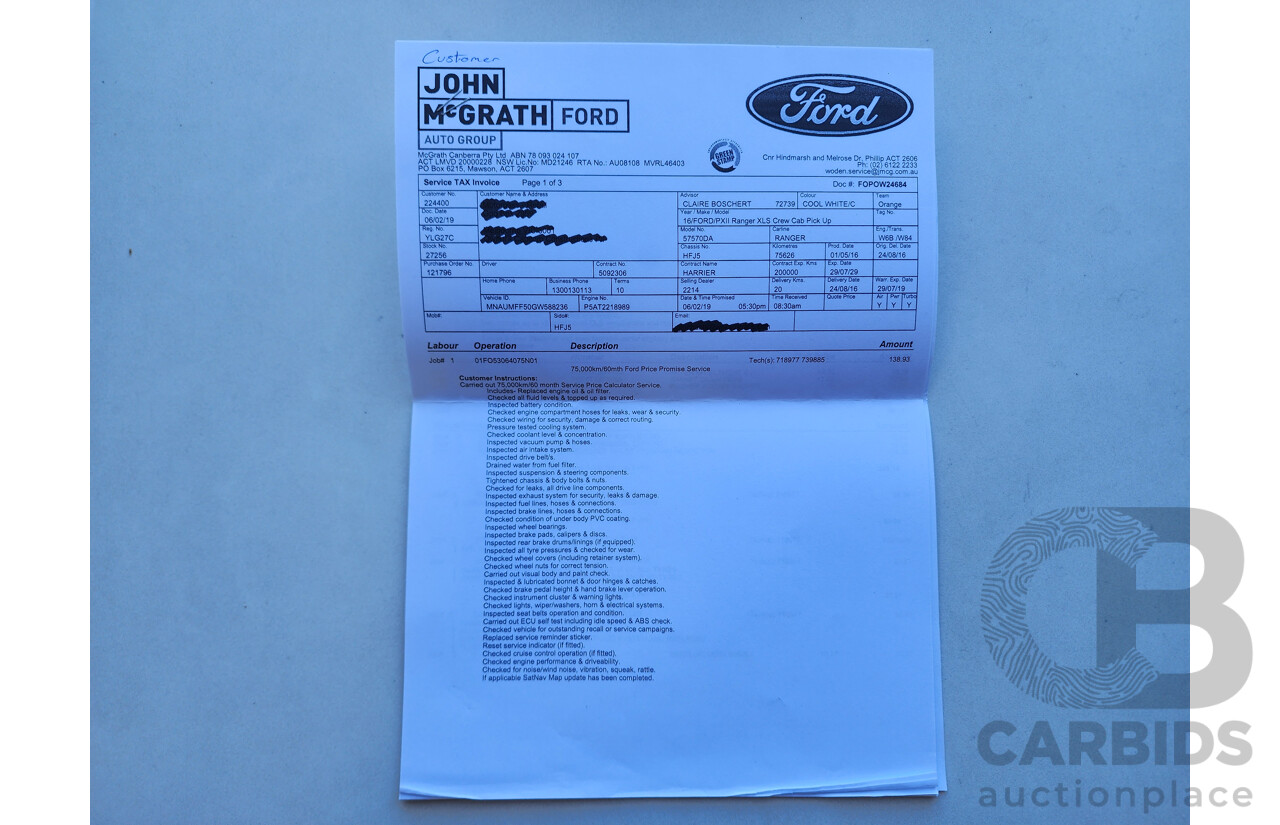 Customer
JOHN
McGRATH FORD
AUTO GROUP
Ford
GREEN STAMP
McGrath Canberra Pty Ltd ABN 78 093 024 107
ACT LMVD 20000228 NSW Lic.No: MD21246 RTA No.: AU08108 MVRL46403
PO Box 6215, Mawson, ACT 2607
Cnr Hindmarsh and Melrose Dr, Phillip ACT 2606
Ph: (02) 6122 2233
woden.service@jmcg.com.au
Service TAX Invoice Page 1 of 3 Doc #: FOPOW24684
Customer No. Customer Name & Address Advisor Colour Team
224400 CLAIRE BOSCHERT 72739 COOL WHITE/C Orange
Doc. Date Year / Make / Model Tag No.
06/02/19 16/FORD/PXII Ranger XLS Crew Cab Pick Up
Reg. No. Model No. Carline Eng./Trans.
YLG27C 57570DA RANGER W6B /W84
Stock No. Chassis No. Kilometres Prod. Date Orig. Del. Date
27256 HFJ5 75626 01/05/16 24/08/16
Purchase Order No. Driver Contract No. Contract Name Contract Exp. Kms Exp. Date
121796 5092306 HARRIER 200000 29/07/29
Home Phone Business Phone Terms Selling Dealer Delivery Kms. Delivery Date Warr. Exp. Date
1300130113 10 2214 20 24/08/16 29/07/19
Vehicle ID. Engine No. Date & Time Promised Time Received Quote Price Air Pwr Turbo
MNAUMFF50GW588236 P5AT2218989 06/02/19 05:30pm 08:30am Y Y Y
Mob#: Sido#: Email:
HFJ5
Labour Operation Description Amount
Job# 1 01FO53064075N01 Tech(s): 718977 739885 138.93
75,000km/60mth Ford Price Promise Service
Customer Instructions:
Carried out 75,000km/60 month Service Price Calculator Service.
Includes- Replaced engine oil & oil filter.
Checked all fluid levels & topped up as required.
Inspected battery condition.
Checked engine compartment hoses for leaks, wear & security.
Checked wiring for security, damage & correct routing.
Pressure tested cooling system.
Checked coolant level & concentration.
Inspected vacuum pump & hoses.
Inspected air intake system.
Inspected drive belt/s.
Drained water from fuel filter.
Inspected suspension & steering components.
Tightened chassis & body bolts & nuts.
Checked for leaks, all drive line components.
Inspected exhaust system for security, leaks & damage.
Inspected fuel lines, hoses & connections.
Inspected brake lines, hoses & connections.
Checked condition of under body PVC coating.
Inspected wheel bearings.
Inspected brake pads, calipers & discs.
Inspected rear brake drums/linings (if equipped).
Inspected all tyre pressures & checked for wear.
Checked wheel covers (including retainer system).
Checked wheel nuts for correct tension.
Carried out visual body and paint check.
Inspected & lubricated bonnet & door hinges & catches.
Checked brake pedal height & hand brake lever operation.
Checked instrument cluster & warning lights.
Checked lights, wiper/washers, horn & electrical systems.
Inspected seat belts operation and condition.
Carried out ECU self test including idle speed & ABS check.
Checked vehicle for outstanding recall or service campaigns.
Replaced service reminder sticker.
Reset service indicator (if fitted).
Checked cruise control operation (if fitted).
Checked engine performance & driveability.
Checked for noise/wind noise, vibration, squeak, rattle.
If applicable SatNav Map update has been completed.
CB
CARBIDS
auctionplace